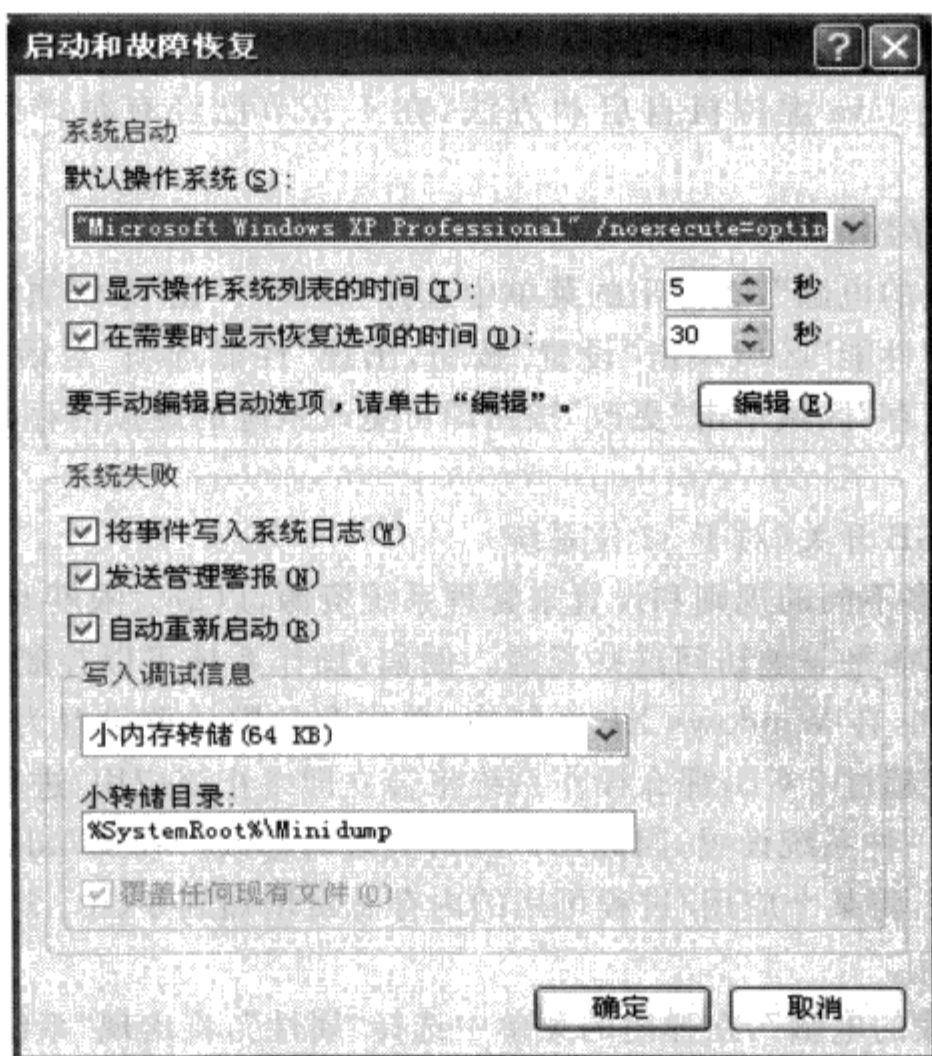 启动和故障恢复
系统启动
默认操作系统(S):
"Microsoft Windows XP Professional" /noexecute=optin
显示操作系统列表的时间(T): 5 秒
在需要时显示恢复选项的时间(D): 30 秒
要手动编辑启动选项，请单击“编辑”。 编辑(E)
系统失败
将事件写入系统日志(W)
发送管理警报(N)
自动重新启动(R)
写入调试信息
小内存转储(64 KB)
小转储目录:
%SystemRoot%\Minidump
覆盖任何现有文件(O)
确定 取消